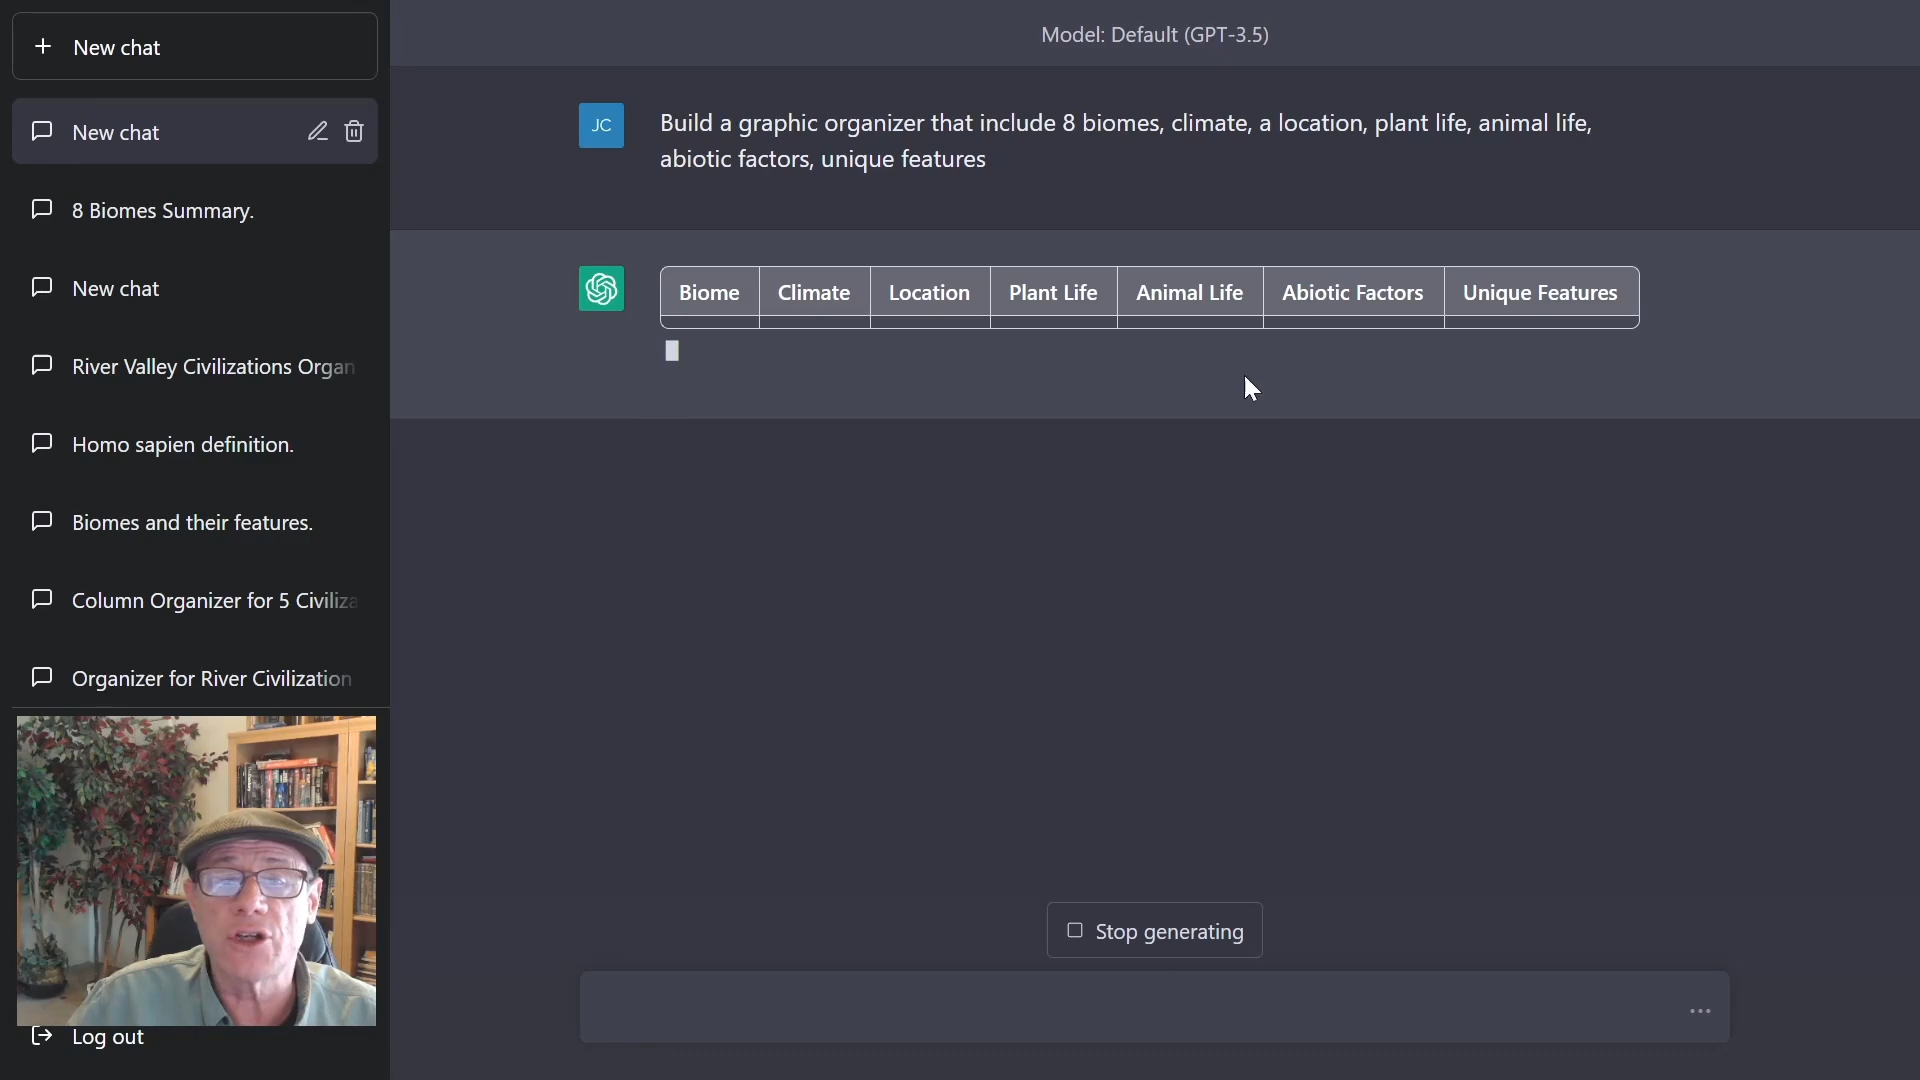 New chat
New chat
8 Biomes Summary.
New chat
River Valley Civilizations Organ
Homo sapien definition.
Biomes and their features.
Column Organizer for 5 Civiliza
Organizer for River Civilization
Log out
Model: Default (GPT-3.5)
JC
Build a graphic organizer that include 8 biomes, climate, a location, plant life, animal life,
abiotic factors, unique features
Biome Climate Location Plant Life Animal Life Abiotic Factors Unique Features
Stop generating